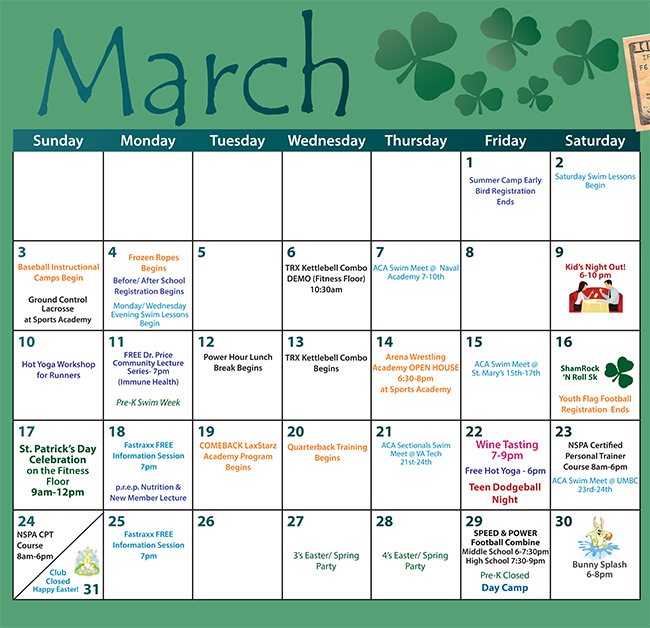 March
Sunday Monday Tuesday Wednesday Thursday Friday Saturday
1
Summer Camp Early
Bird Registration
Ends
2
Saturday Swim Lessons
Begin
3
Baseball Instructional
Camps Begin
Ground Control
Lacrosse
at Sports Academy
4
Frozen Ropes
Begins
Before/ After School
Registration Begins
Monday/ Wednesday
Evening Swim Lessons
Begin
5
6
TRX Kettlebell Combo
DEMO (Fitness Floor)
10:30am
7
ACA Swim Meet @ Naval
Academy 7-10th
8
9
Kid's Night Out!
6-10 pm
10
Hot Yoga Workshop
for Runners
11
FREE Dr. Price
Community Lecture
Series- 7pm
(Immune Health)
Pre-K Swim Week
12
Power Hour Lunch
Break Begins
13
TRX Kettlebell Combo
Begins
14
Arena Wrestling
Academy OPEN HOUSE
6:30-8pm
at Sports Academy
15
ACA Swim Meet @
St. Mary's 15th-17th
16
ShamRock
'N Roll 5k
Youth Flag Football
Registration Ends
17
St. Patrick's Day
Celebration
on the Fitness
Floor
9am-12pm
18
Fastraxx FREE
Information Session
7pm
p.r.e.p. Nutrition &
New Member Lecture
19
COMEBACK LaxStarz
Academy Program
Begins
20
Quarterback Training
Begins
21
ACA Sectionals Swim
Meet @ VA Tech
21st-24th
22
Wine Tasting
7-9pm
Free Hot Yoga - 6pm
Teen Dodgeball
Night
23
NSPA Certified
Personal Trainer
Course 8am-6pm
ACA Swim Meet @ UMBC
23rd-24th
24
NSPA CPT
Course
8am-6pm
Club
Closed
Happy Easter! 31
25
Fastraxx FREE
Information Session
7pm
26
27
3's Easter/ Spring
Party
28
4's Easter/ Spring
Party
29
SPEED & POWER
Football Combine
Middle School 6-7:30pm
High School 7:30-9pm
Pre-K Closed
Day Camp
30
Bunny Splash
6-8pm